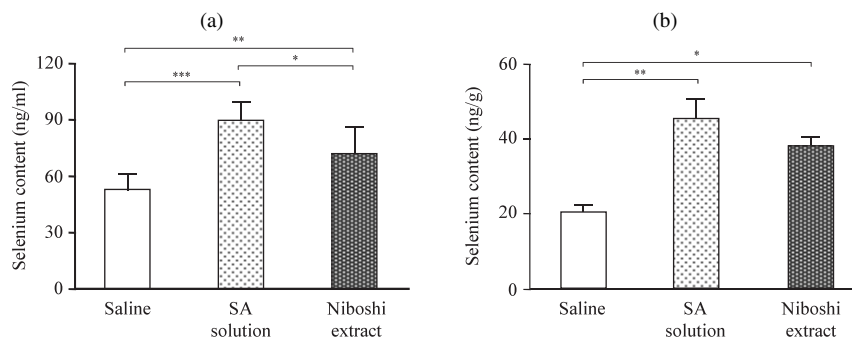 (a)
**
***
*
Selenium content (ng/ml)
120
90
60
30
0
Saline
SA
solution
Niboshi
extract
(b)
*
**
Selenium content (ng/g)
60
40
20
0
Saline
SA
solution
Niboshi
extract